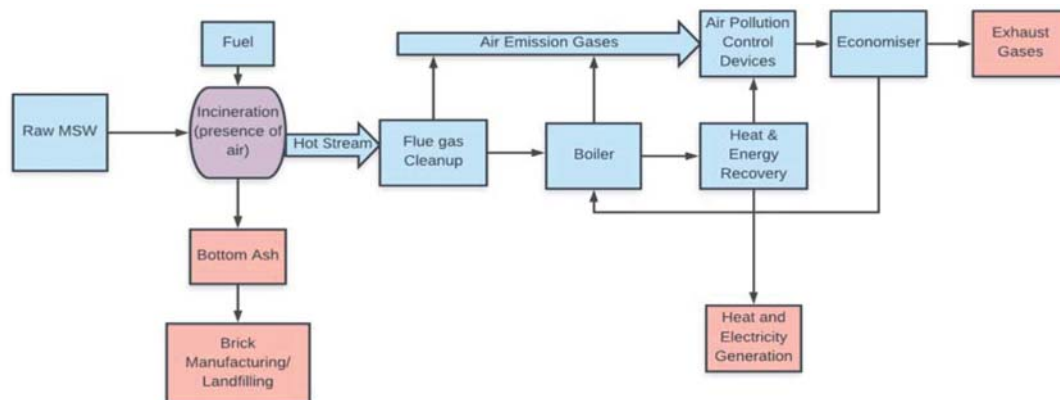 Fuel
Air Emission Gases
Air Pollution
Control
Devices
Economiser
Exhaust
Gases
Raw MSW
Incineration
(presence of
air)
Hot Stream
Flue gas
Cleanup
Boiler
Heat &
Energy
Recovery
Bottom Ash
Brick
Manufacturing/
Landfilling
Heat and
Electricity
Generation